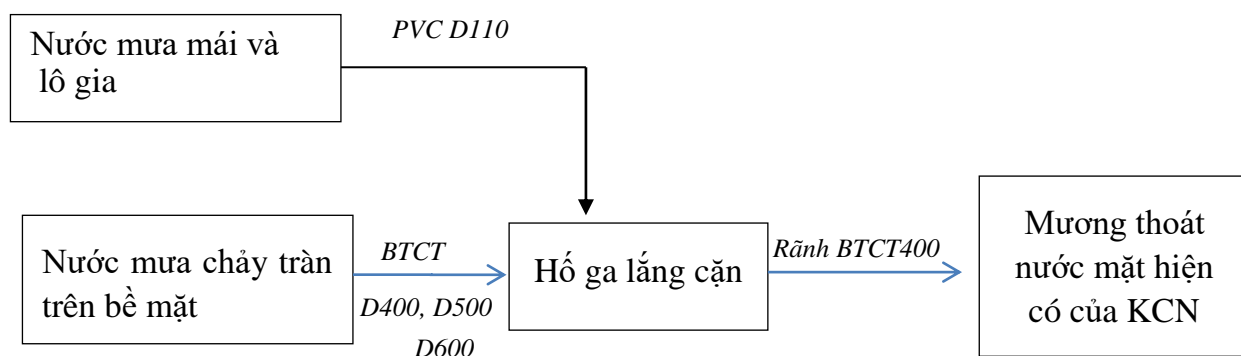 Nước mưa mái và
lô gia
PVC D110
Nước mưa chảy tràn
trên bề mặt
BTCT
D400, D500
D600
Hố ga lắng cặn
Rãnh BTCT400
Mương thoát
nước mặt hiện
có của KCN